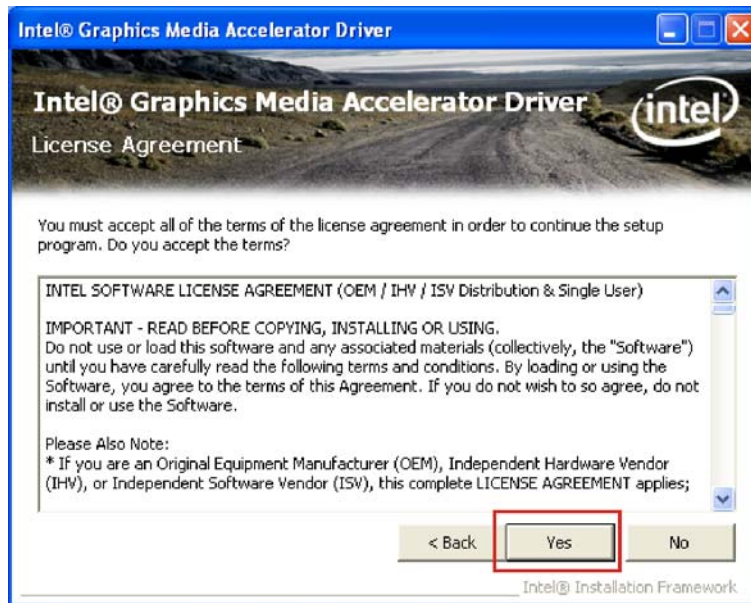 Intel® Graphics Media Accelerator Driver
Intel® Graphics Media Accelerator Driver
License Agreement
intel
You must accept all of the terms of the license agreement in order to continue the setup
program. Do you accept the terms?
INTEL SOFTWARE LICENSE AGREEMENT (OEM / IHV / ISV Distribution & Single User)
IMPORTANT - READ BEFORE COPYING, INSTALLING OR USING.
Do not use or load this software and any associated materials (collectively, the "Software")
until you have carefully read the following terms and conditions. By loading or using the
Software, you agree to the terms of this Agreement. If you do not wish to so agree, do not
install or use the Software.
Please Also Note:
* If you are an Original Equipment Manufacturer (OEM), Independent Hardware Vendor
(IHV), or Independent Software Vendor (ISV), this complete LICENSE AGREEMENT applies;
< Back
Yes
No
Intel® Installation Framework